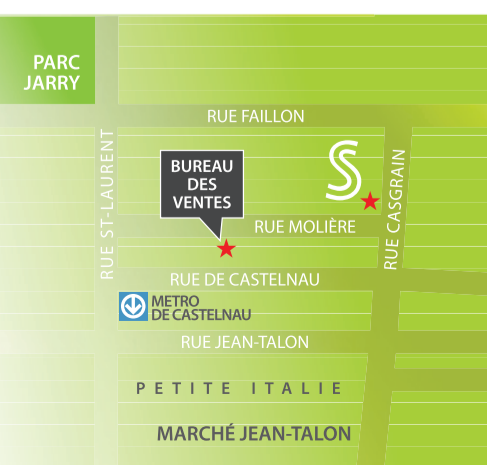 PARC
JARRY
RUE FAILLON
RUE ST-LAURENT
BUREAU
DES
VENTES
S
RUE CASGRAIN
RUE MOLIÈRE
RUE DE CASTELNAU
METRO
DE CASTELNAU
RUE JEAN-TALON
PETITE ITALIE
MARCHÉ JEAN-TALON